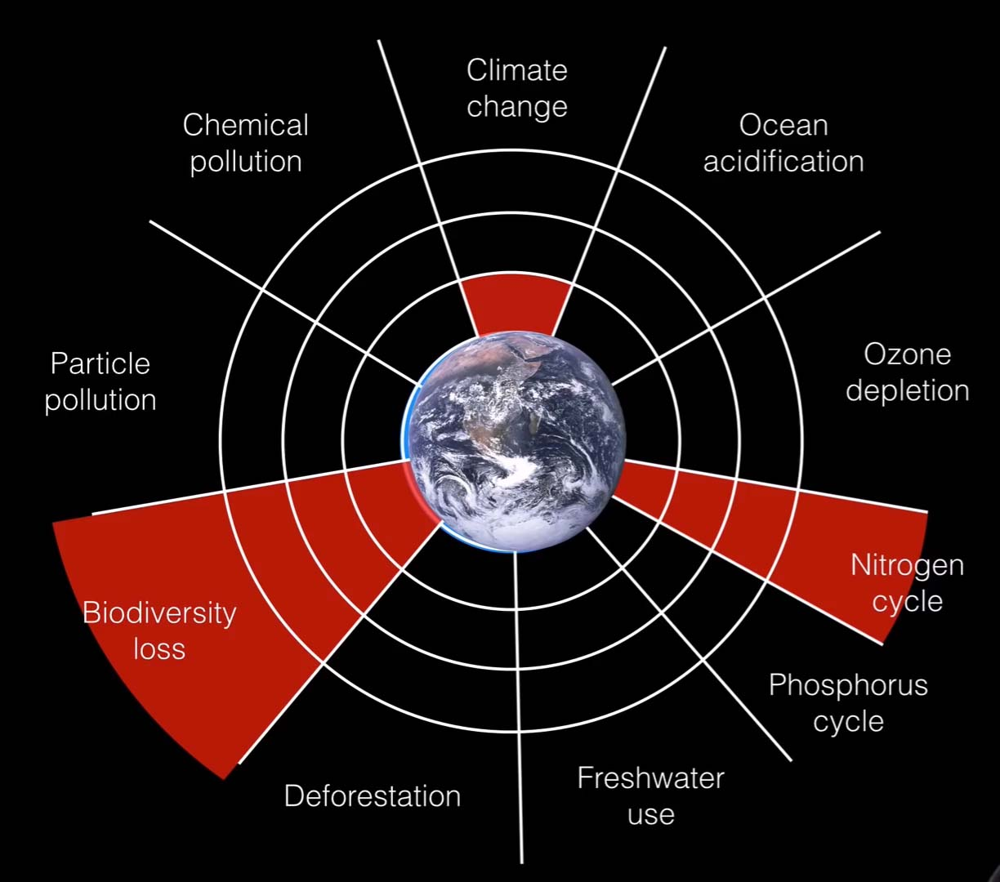 Climate
change
Ocean
acidification
Ozone
depletion
Nitrogen
cycle
Phosphorus
cycle
Freshwater
use
Deforestation
Biodiversity
loss
Particle
pollution
Chemical
pollution